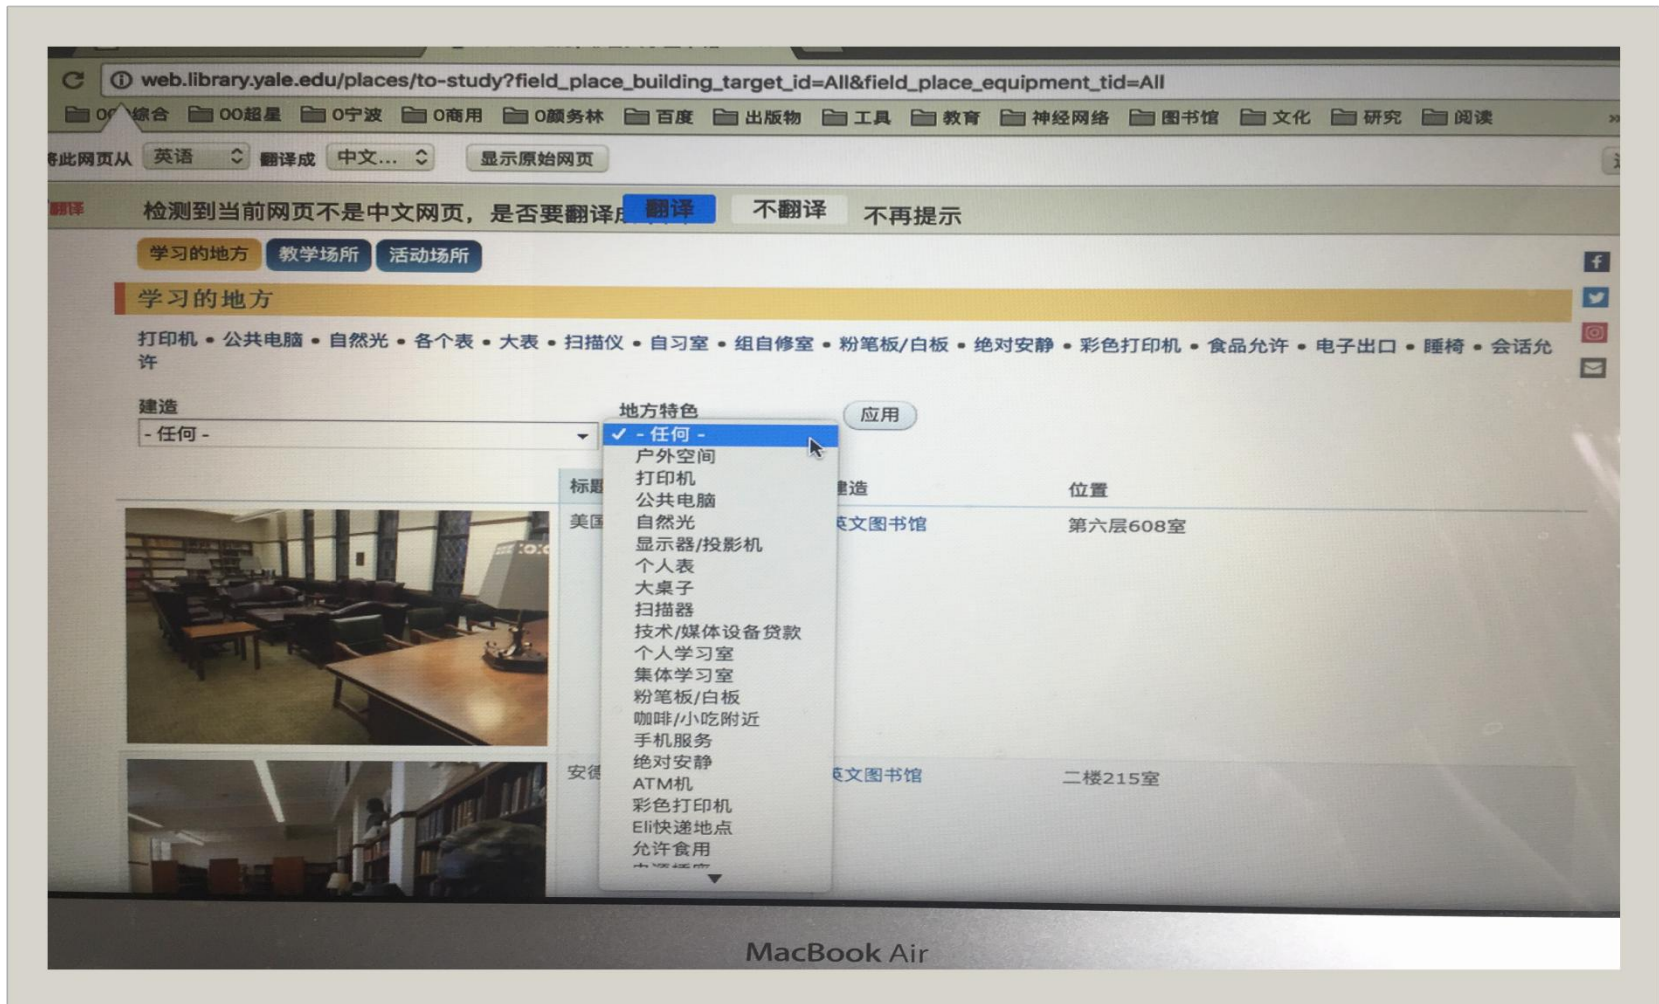 web.library.yale.edu/places/to-study?field_place_building_target_id=All&field_place_equipment_tid=All
综合 00超星 0宁波 0商用 0颜务林 百度 出版物 工具 教育 神经网络 图书馆 文化 研究 阅读 »
将此网页从 英语 翻译成 中文... 显示原始网页
翻译 检测到当前网页不是中文网页，是否要翻译成 翻译 不翻译 不再提示
学习的地方 教学场所 活动场所
学习的地方
打印机 • 公共电脑 • 自然光 • 各个表 • 大表 • 扫描仪 • 自习室 • 组自修室 • 粉笔板/白板 • 绝对安静 • 彩色打印机 • 食品允许 • 电子出口 • 睡椅 • 会话允
许
建造 地方特色 应用
- 任何 - ✓ - 任何 -
户外空间
打印机
标题 建造 位置
公共电脑
美国 英文图书馆 第六层608室
自然光
显示器/投影机
个人表
大桌子
扫描器
技术/媒体设备贷款
个人学习室
集体学习室
粉笔板/白板
咖啡/小吃附近
手机服务
绝对安静
安德 英文图书馆 二楼215室
ATM机
彩色打印机
Eli快递地点
允许食用
MacBook Air